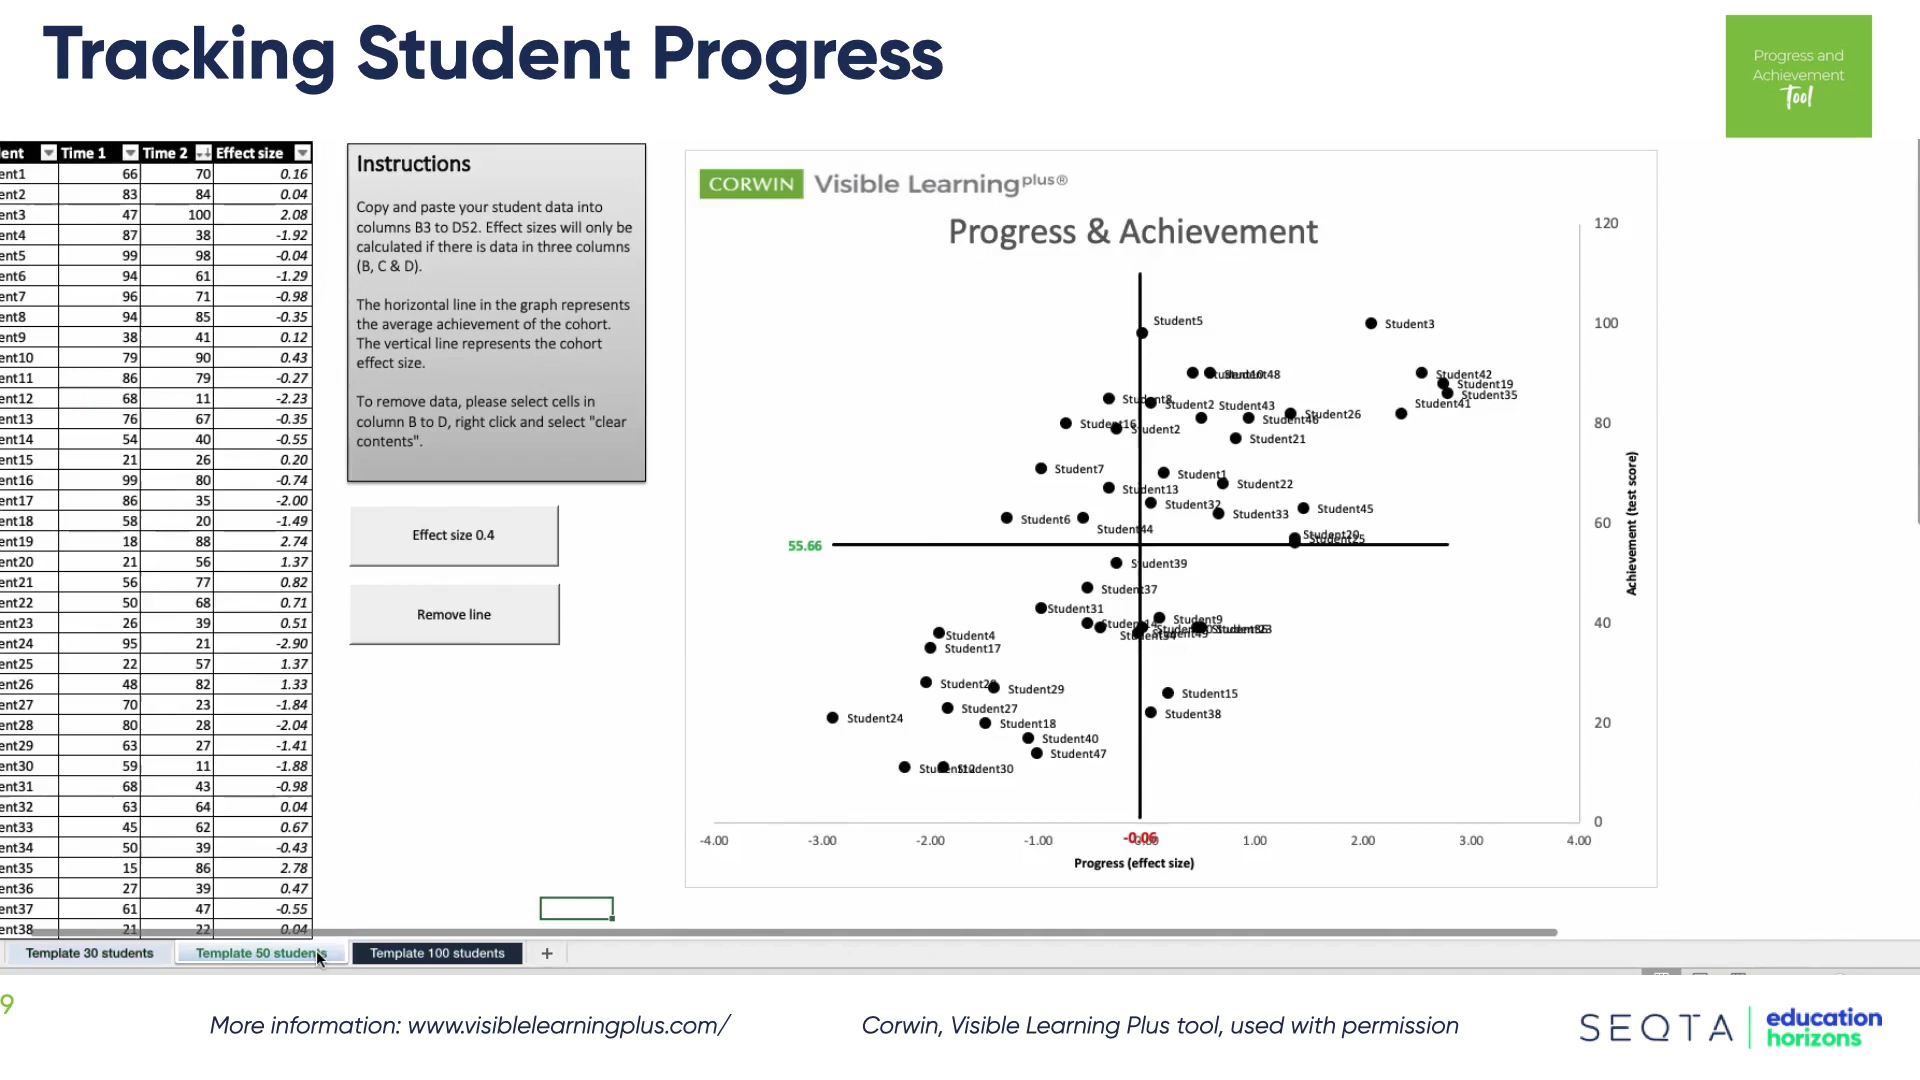 Tracking Student Progress
Progress and
Achievement
Tool
ent Time 1 Time 2 Effect size
ent1 66 70 0.16
ent2 83 84 0.04
ent3 47 100 2.08
ent4 87 38 -1.92
ent5 99 98 -0.04
ent6 94 61 -1.29
ent7 96 71 -0.98
ent8 94 85 -0.35
ent9 38 41 0.12
ent10 79 90 0.43
ent11 86 79 -0.27
ent12 68 11 -2.23
ent13 76 67 -0.35
ent14 54 40 -0.55
ent15 21 26 0.20
ent16 99 80 -0.74
ent17 86 35 -2.00
ent18 58 20 -1.49
ent19 18 88 2.74
ent20 21 56 1.37
ent21 56 77 0.82
ent22 50 68 0.71
ent23 26 39 0.51
ent24 95 21 -2.90
ent25 22 57 1.37
ent26 48 82 1.33
ent27 70 23 -1.84
ent28 80 28 -2.04
ent29 63 27 -1.41
ent30 59 11 -1.88
ent31 68 43 -0.98
ent32 63 64 0.04
ent33 45 62 0.67
ent34 50 39 -0.43
ent35 15 86 2.78
ent36 27 39 0.47
ent37 61 47 -0.55
ent38 21 22 0.04
Instructions
Copy and paste your student data into
columns B3 to D52. Effect sizes will only be
calculated if there is data in three columns
(B, C & D).
The horizontal line in the graph represents
the average achievement of the cohort.
The vertical line represents the cohort
effect size.
To remove data, please select cells in
column B to D, right click and select "clear
contents".
Effect size 0.4
Remove line
CORWIN Visible Learning plus®
Progress & Achievement
120
100
80
60
40
20
0
Achievement (test score)
Student5
Student3
Student42
Student19
Student35
Student41
Student8
Student2
Student43
Student26
Student46
Student16
Student2
Student21
Student7
Student1
Student22
Student13
Student32
Student45
Student33
Student6
Student44
Student20
Student25
55.66
Student39
Student37
Student31
Student9
Student4
Student17
Student29
Student15
Student27
Student38
Student24
Student18
Student40
Student47
Student30
-4.00 -3.00 -2.00 -1.00 -0.06 1.00 2.00 3.00 4.00
Progress (effect size)
Template 30 students Template 50 students Template 100 students +
9
More information: www.visiblelearningplus.com/
Corwin, Visible Learning Plus tool, used with permission
SEQTA
education
horizons